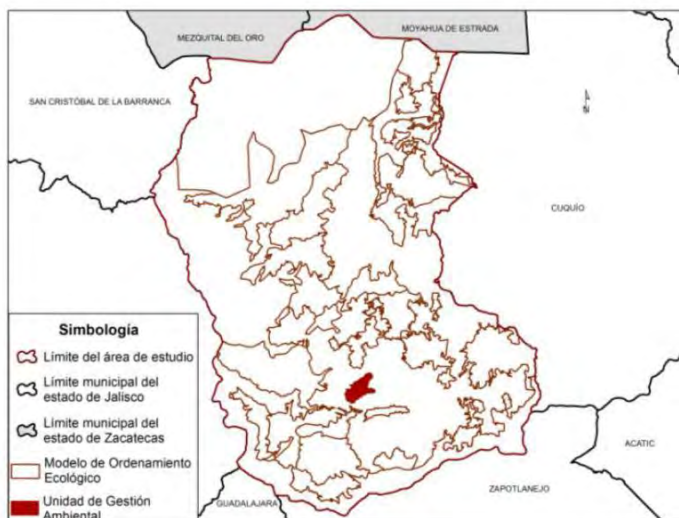 MEZQUITAL DEL ORO
MOYAHUA DE ESTRADA
SAN CRISTÓBAL DE LA BARRANCA
N
CUQUÍO
Simbología
Límite del área de estudio
Límite municipal del
estado de Jalisco
Límite municipal del
estado de Zacatecas
Modelo de Ordenamiento
Ecológico
Unidad de Gestión
Ambiental
GUADALAJARA
ZAPOTLANEJO
ACATIC